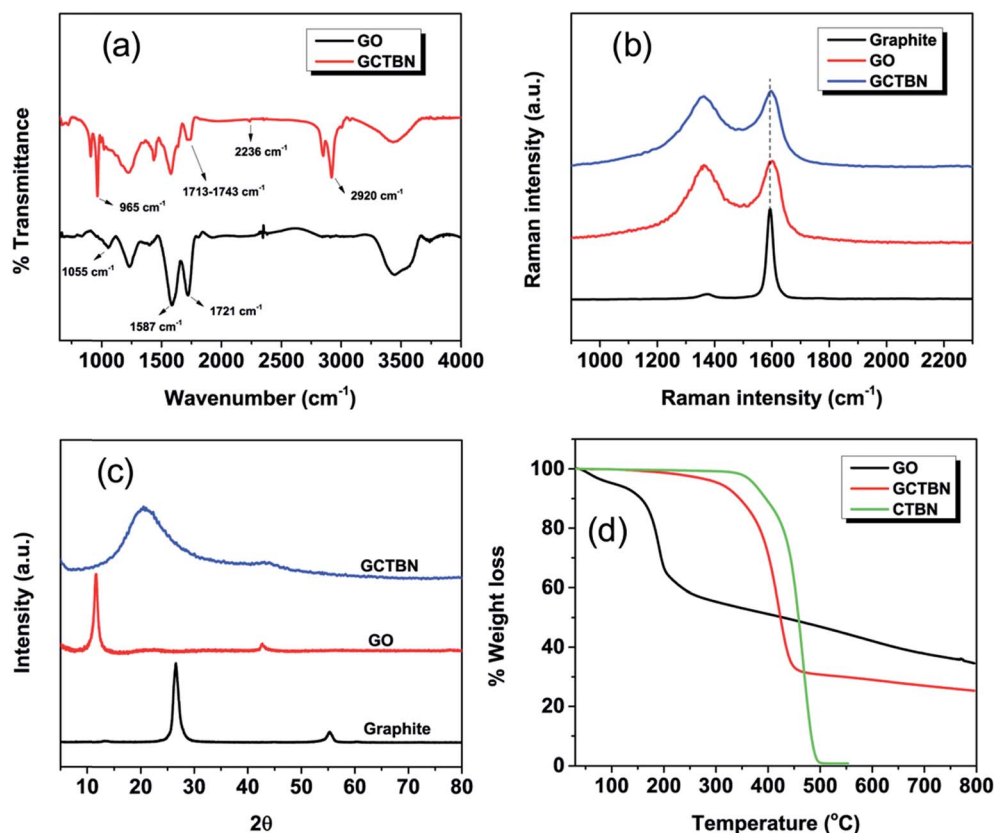 (a)
GO
GCTBN
% Transmittance
2236 cm-1
1713-1743 cm-1
2920 cm-1
965 cm-1
1055 cm-1
1721 cm-1
1587 cm-1
1000 1500 2000 2500 3000 3500 4000
Wavenumber (cm-1)
(b)
Graphite
GO
GCTBN
Raman intensity (a.u.)
1000 1200 1400 1600 1800 2000 2200
Raman intensity (cm-1)
(c)
Intensity (a.u.)
GCTBN
GO
Graphite
10 20 30 40 50 60 70 80
2θ
(d)
GO
GCTBN
CTBN
% Weight loss
100
80
60
40
20
0
100 200 300 400 500 600 700 800
Temperature (oC)